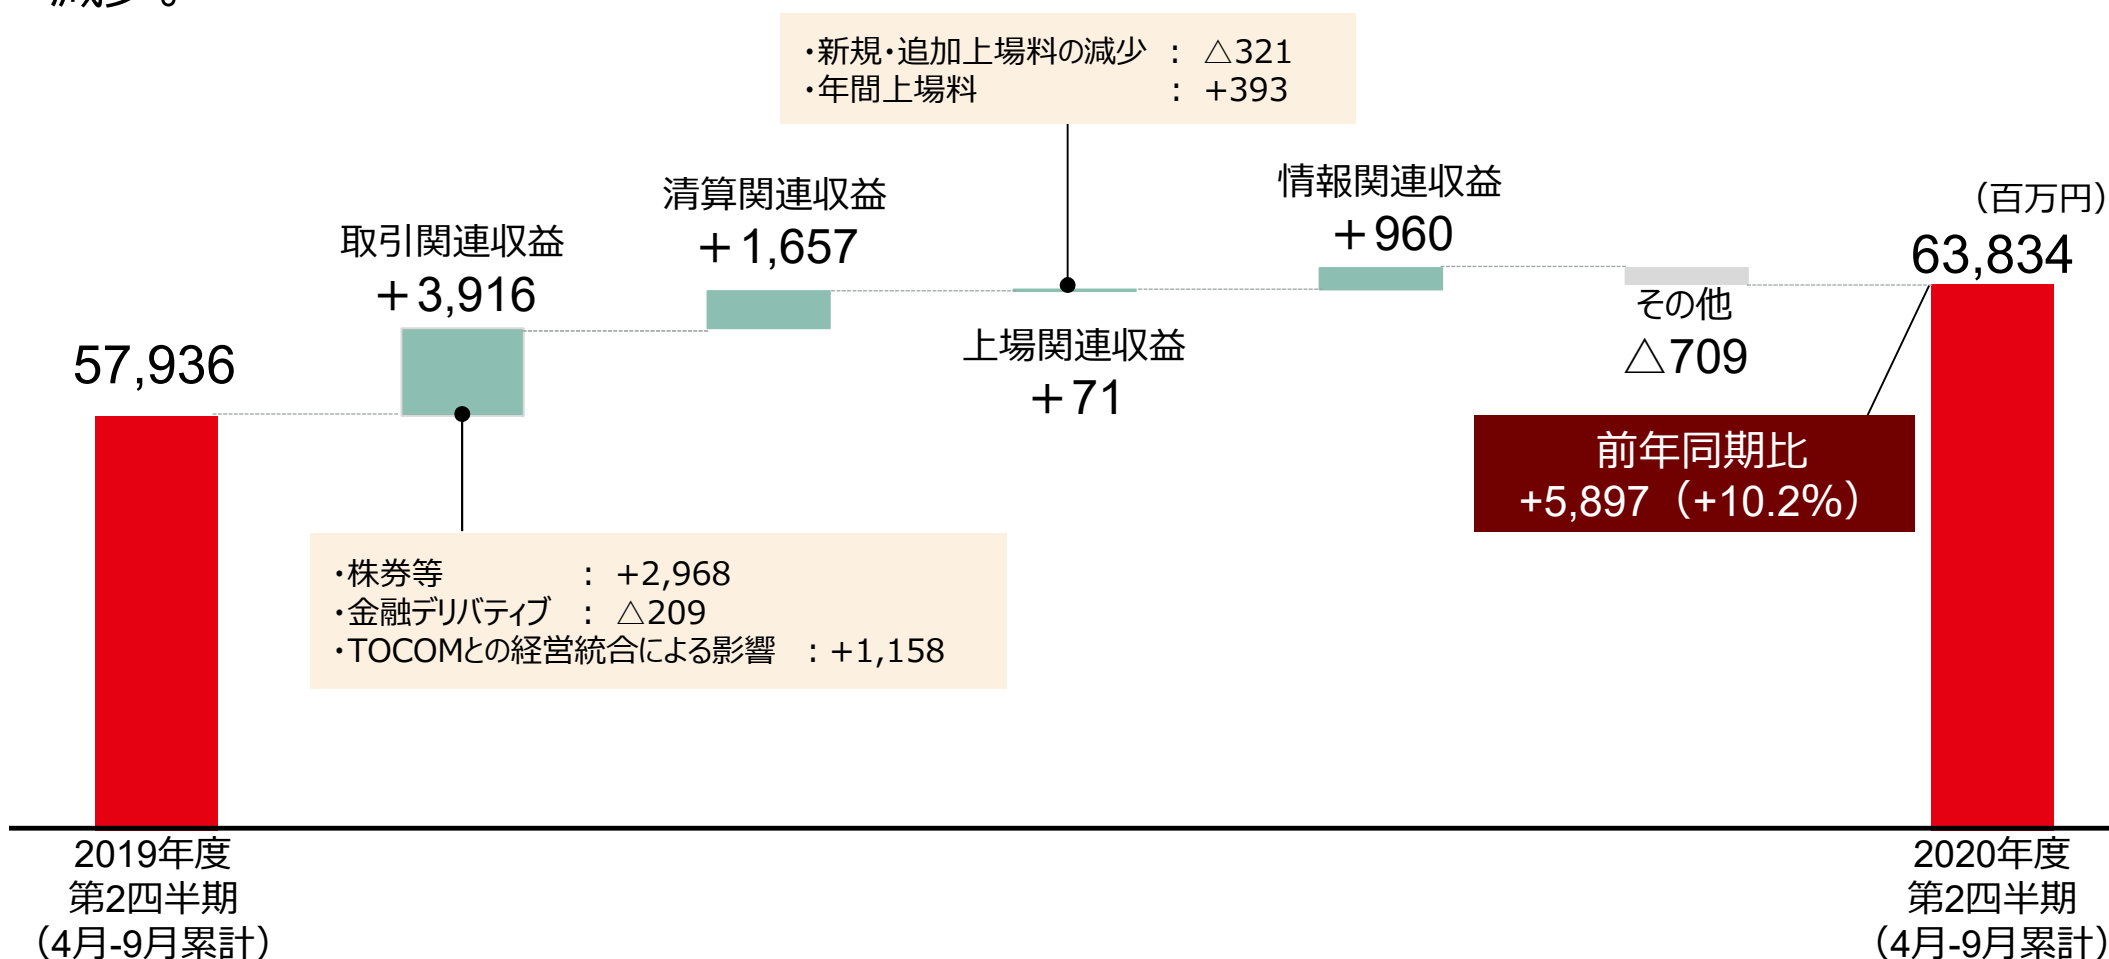 減少。
・新規・追加上場料の減少 ： △321
・年間上場料 ： +393
取引関連収益
＋3,916
清算関連収益
＋1,657
情報関連収益
＋960
（百万円）
57,936
上場関連収益
＋71
その他
△709
63,834
前年同期比
+5,897（+10.2%）
・株券等 ： +2,968
・金融デリバティブ ： △209
・TOCOMとの経営統合による影響 ：+1,158
2019年度
第2四半期
（4月-9月累計）
2020年度
第2四半期
（4月-9月累計）